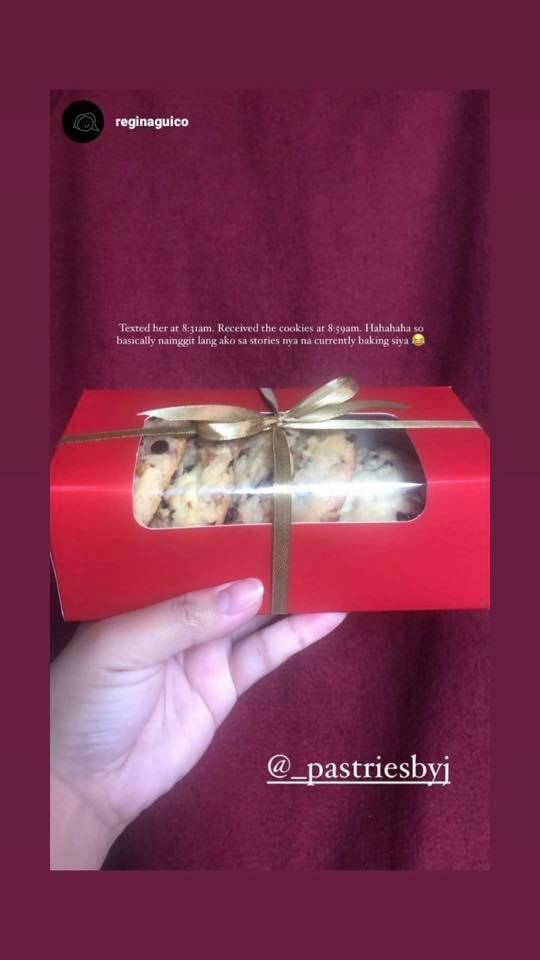 reginaguico
Texted her at 8:31am. Received the cookies at 8:59am. Hahahaha so
basically nainggit lang ako sa stories nya na currently baking siya 😂
@_pastriesbyj